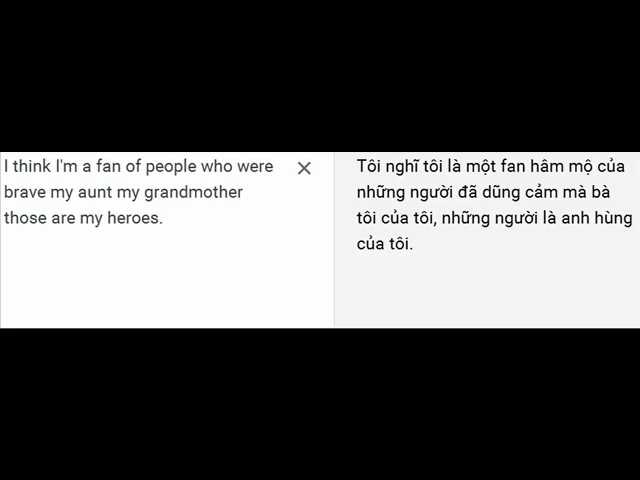 I think I'm a fan of people who were
brave my aunt my grandmother
those are my heroes.
Tôi nghĩ tôi là một fan hâm mộ của
những người đã dũng cảm mà bà
tôi của tôi, những người là anh hùng
của tôi.